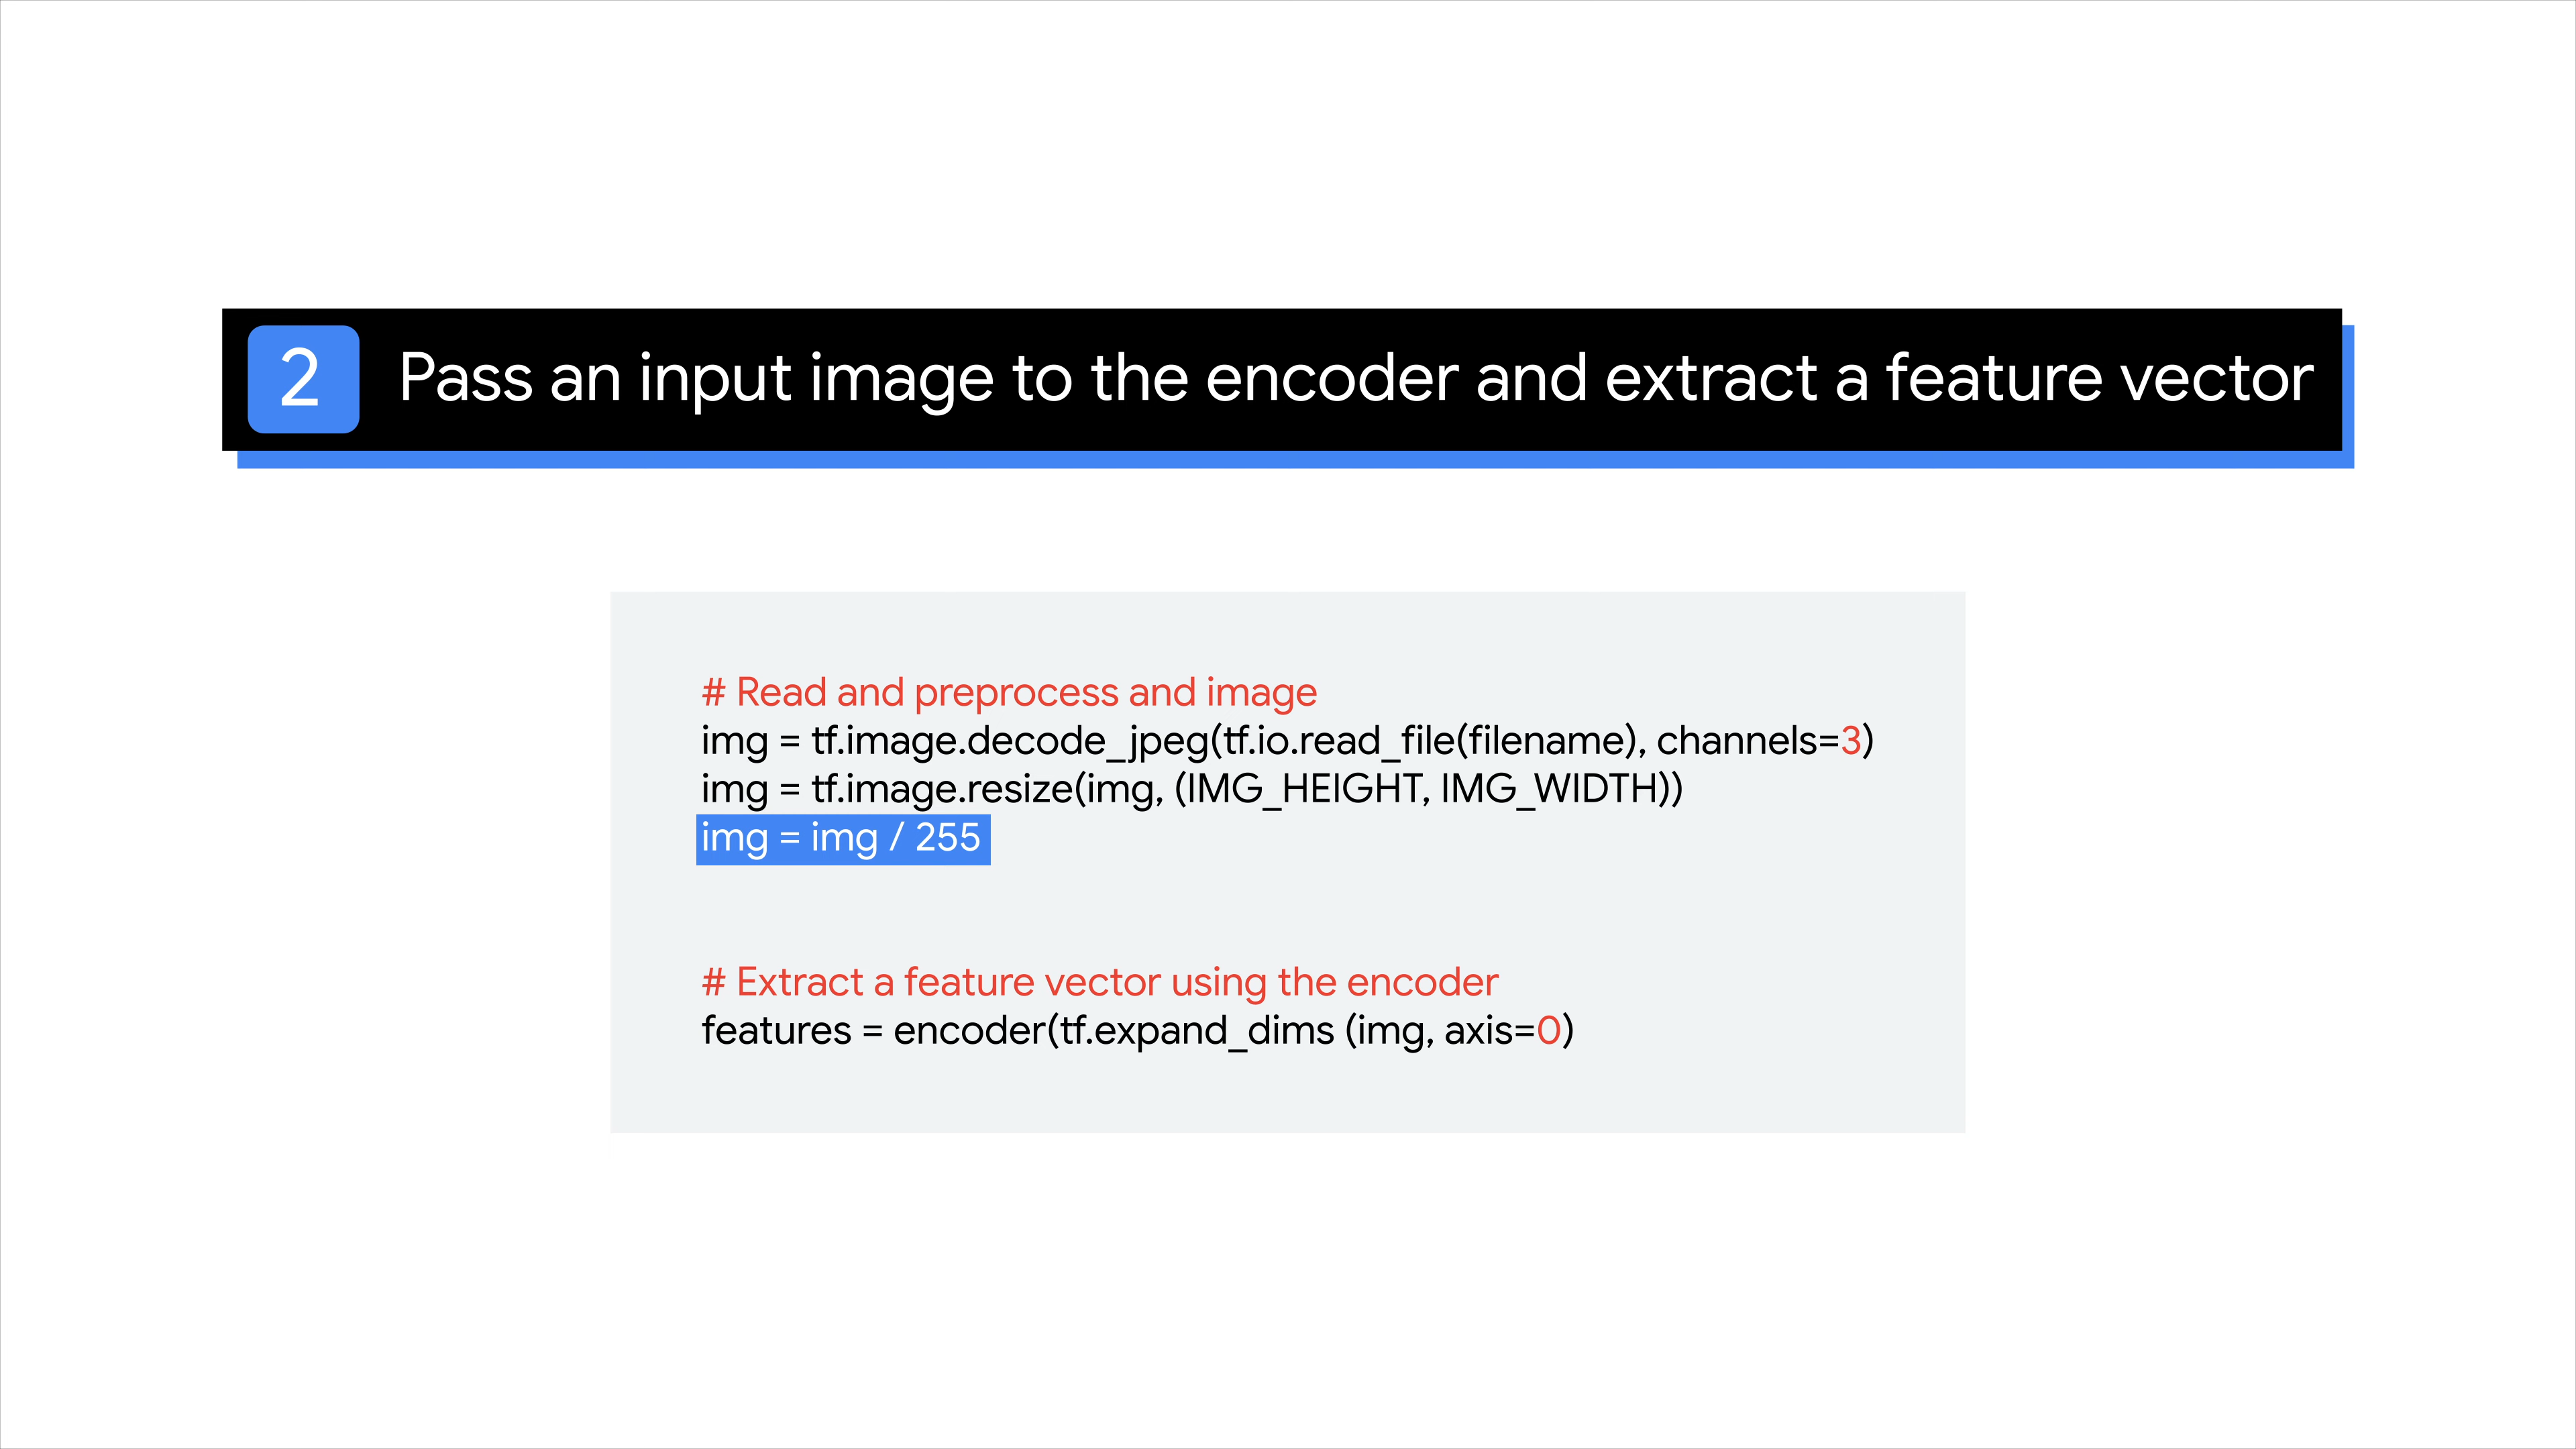 2 Pass an input image to the encoder and extract a feature vector
# Read and preprocess and image
img = tf.image.decode_jpeg(tf.io.read_file(filename), channels=3)
img = tf.image.resize(img, (IMG_HEIGHT, IMG_WIDTH))
img = img / 255
# Extract a feature vector using the encoder
features = encoder(tf.expand_dims (img, axis=0)